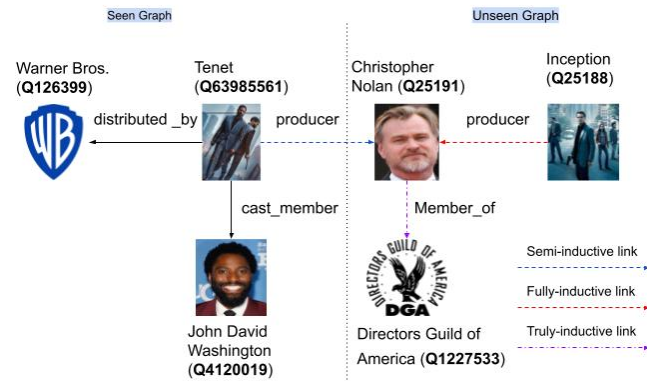 Seen Graph
Unseen Graph
Warner Bros.
(Q126399)
Tenet
(Q63985561)
Christopher
Nolan (Q25191)
Inception
(Q25188)
WB
distributed _by
producer
producer
cast_member
Member_of
DIRECTORS GUILD OF AMERICA
DGA
John David
Washington
(Q4120019)
Directors Guild of
America (Q1227533)
Semi-inductive link
Fully-inductive link
Truly-inductive link